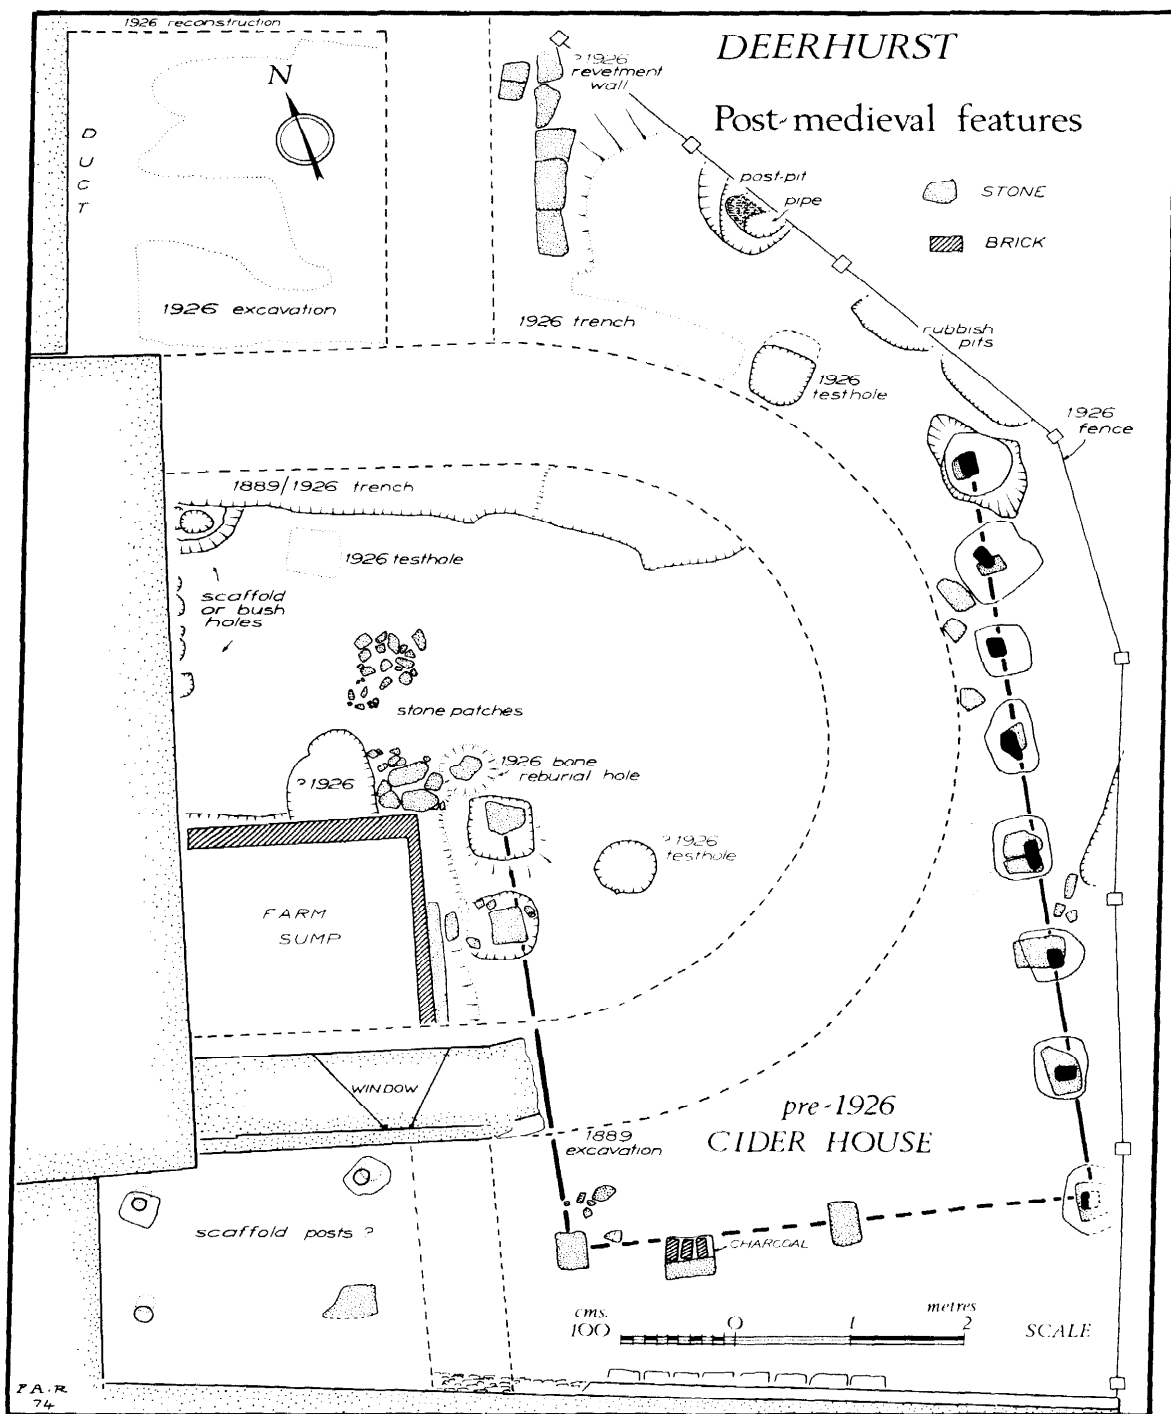 1926 reconstruction
DEERHURST
Post-medieval features
N
DUCT
?1926
revetment
wall
post-pit
pipe
STONE
BRICK
1926 excavation
1926 trench
rubbish
pits
1926
testhole
1926
fence
1889/1926 trench
1926 testhole
scaffold
or bush
holes
stone patches
1926 bone
reburial hole
?1926
?1926
testhole
FARM
SUMP
WINDOW
pre-1926
CIDER HOUSE
1889
excavation
scaffold posts ?
CHARCOAL
cms.
metres
100
0
1
2
SCALE
P.A.R
74